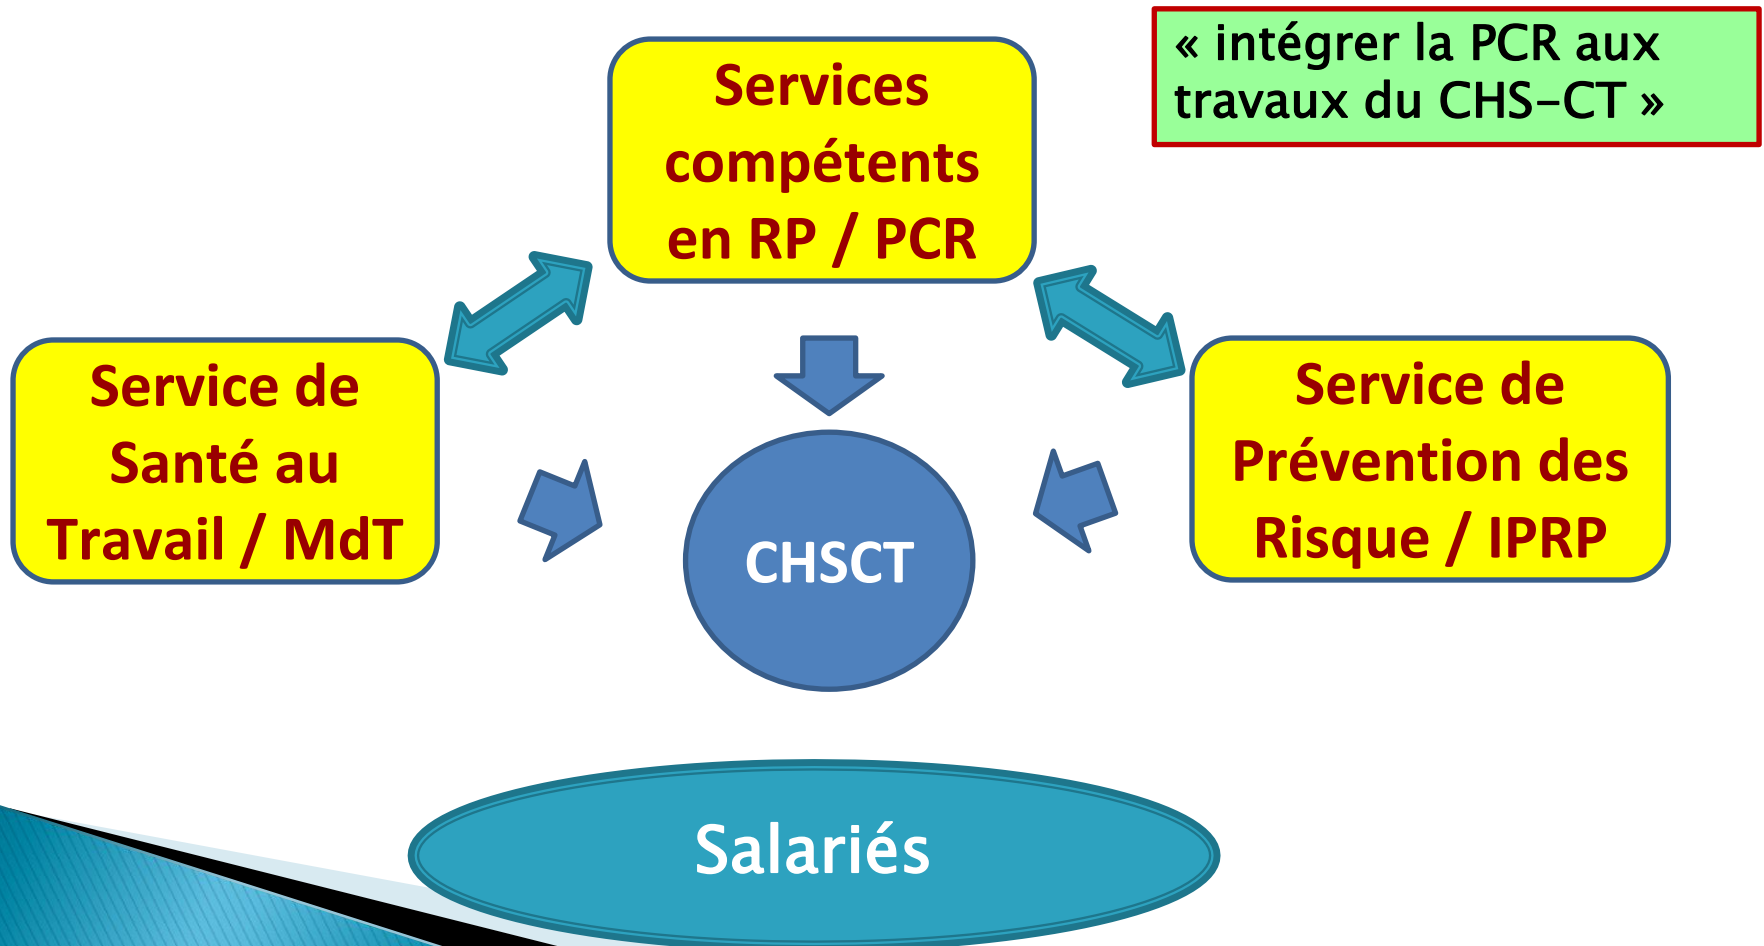 « intégrer la PCR aux
travaux du CHS-CT »
Services
compétents
en RP / PCR
Service de
Santé au
Travail / MdT
Service de
Prévention des
Risque / IPRP
CHSCT
Salariés